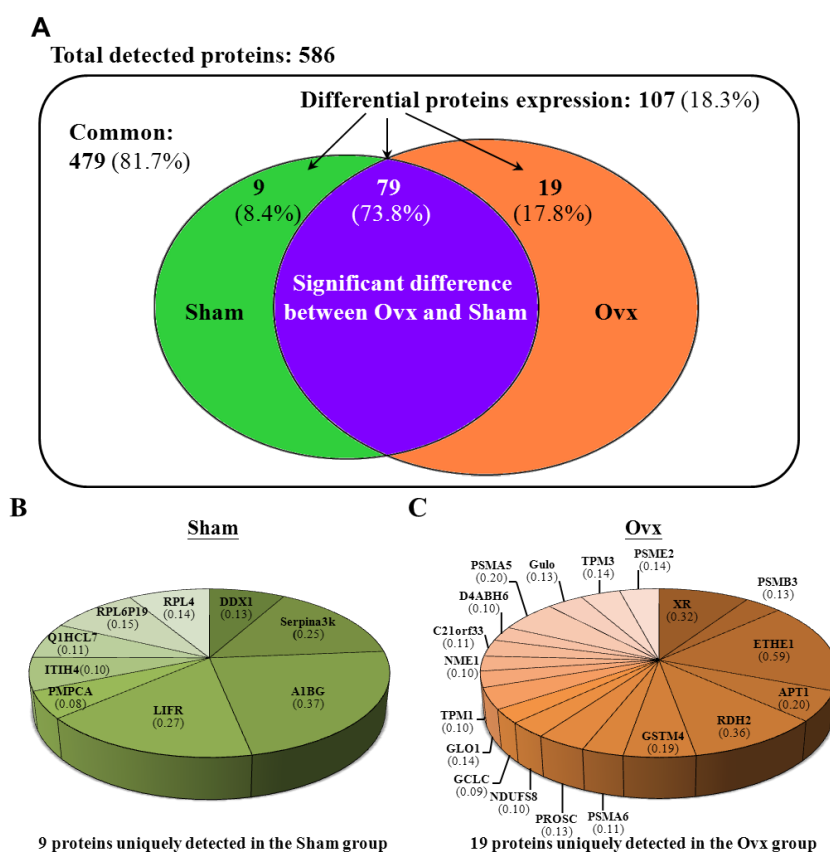 A
Total detected proteins: 586
Differential proteins expression: 107 (18.3%)
Common:
479 (81.7%)
9
(8.4%)
79
(73.8%)
19
(17.8%)
Significant difference
between Ovx and Sham
Sham
Ovx
B
Sham
RPL4
(0.14)
DDX1
(0.13)
RPL6P19
(0.15)
Serpina3k
(0.25)
Q1HCL7
(0.11)
ITIH4(0.10)
PMPCA
(0.08)
LIFR
(0.27)
A1BG
(0.37)
9 proteins uniquely detected in the Sham group
C
Ovx
PSMA5
(0.20)
Gulo
(0.13)
TPM3
(0.14)
PSME2
(0.14)
XR
(0.32)
PSMB3
(0.13)
D4ABH6
(0.10)
C21orf33
(0.11)
NME1
(0.10)
ETHE1
(0.59)
APT1
(0.20)
RDH2
(0.36)
GSTM4
(0.19)
TPM1
(0.10)
GLO1
(0.14)
GCLC
(0.09)
NDUFS8
(0.10)
PROSC
(0.13)
PSMA6
(0.11)
19 proteins uniquely detected in the Ovx group